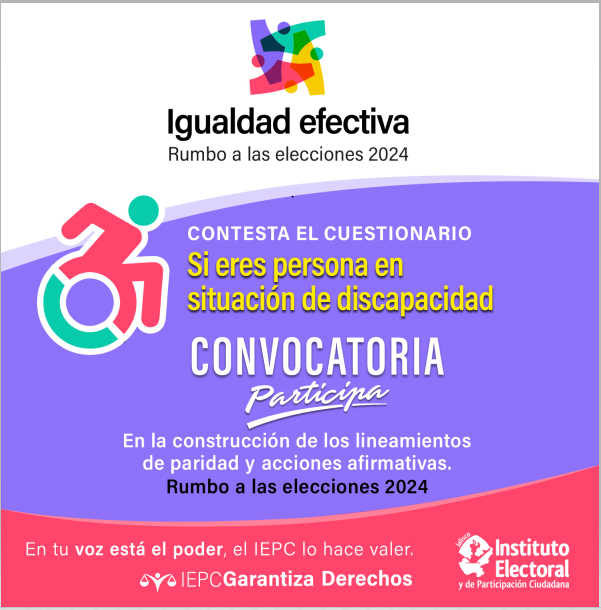 Igualdad efectiva
Rumbo a las elecciones 2024
CONTESTA EL CUESTIONARIO
Si eres persona en
situación de discapacidad
CONVOCATORIA
Participa
En la construcción de los lineamientos
de paridad y acciones afirmativas.
Rumbo a las elecciones 2024
En tu voz está el poder, el IEPC lo hace valer.
IEPCGarantiza Derechos
Jalisco
Instituto
Electoral
y de Participación Ciudadana